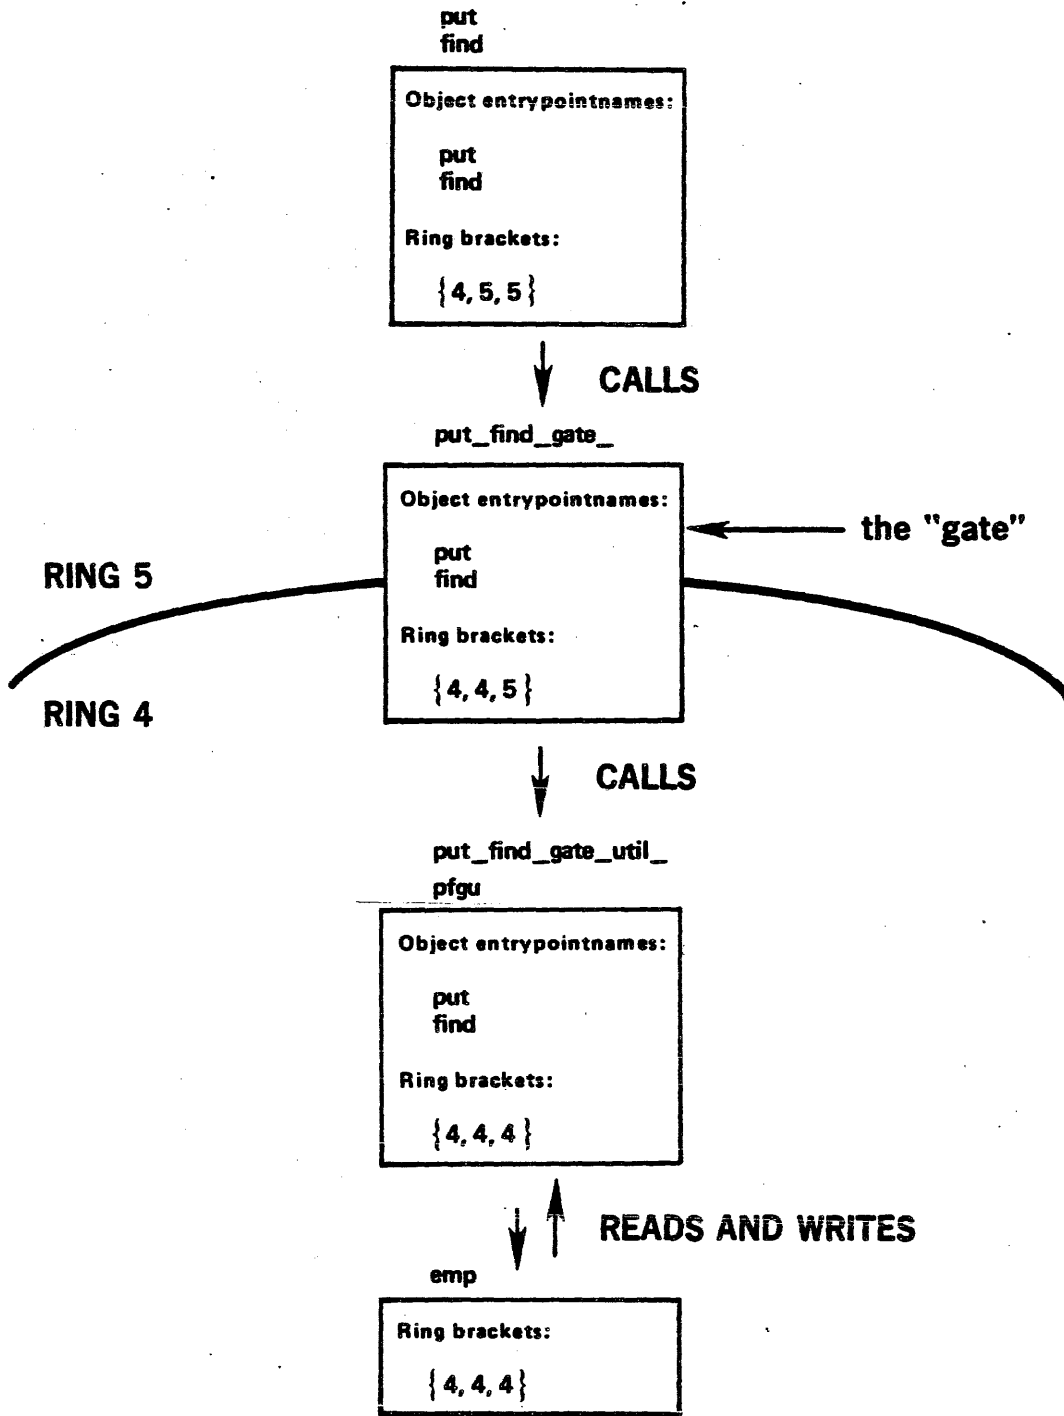 put
find
Object entrypointnames:
put
find
Ring brackets:
{4, 5, 5}
CALLS
put_find_gate_
Object entrypointnames:
the "gate"
put
find
RING 5
Ring brackets:
{4, 4, 5}
RING 4
CALLS
put_find_gate_util_
pfgu
Object entrypointnames:
put
find
Ring brackets:
{4, 4, 4}
READS AND WRITES
emp
Ring brackets:
{4, 4, 4}